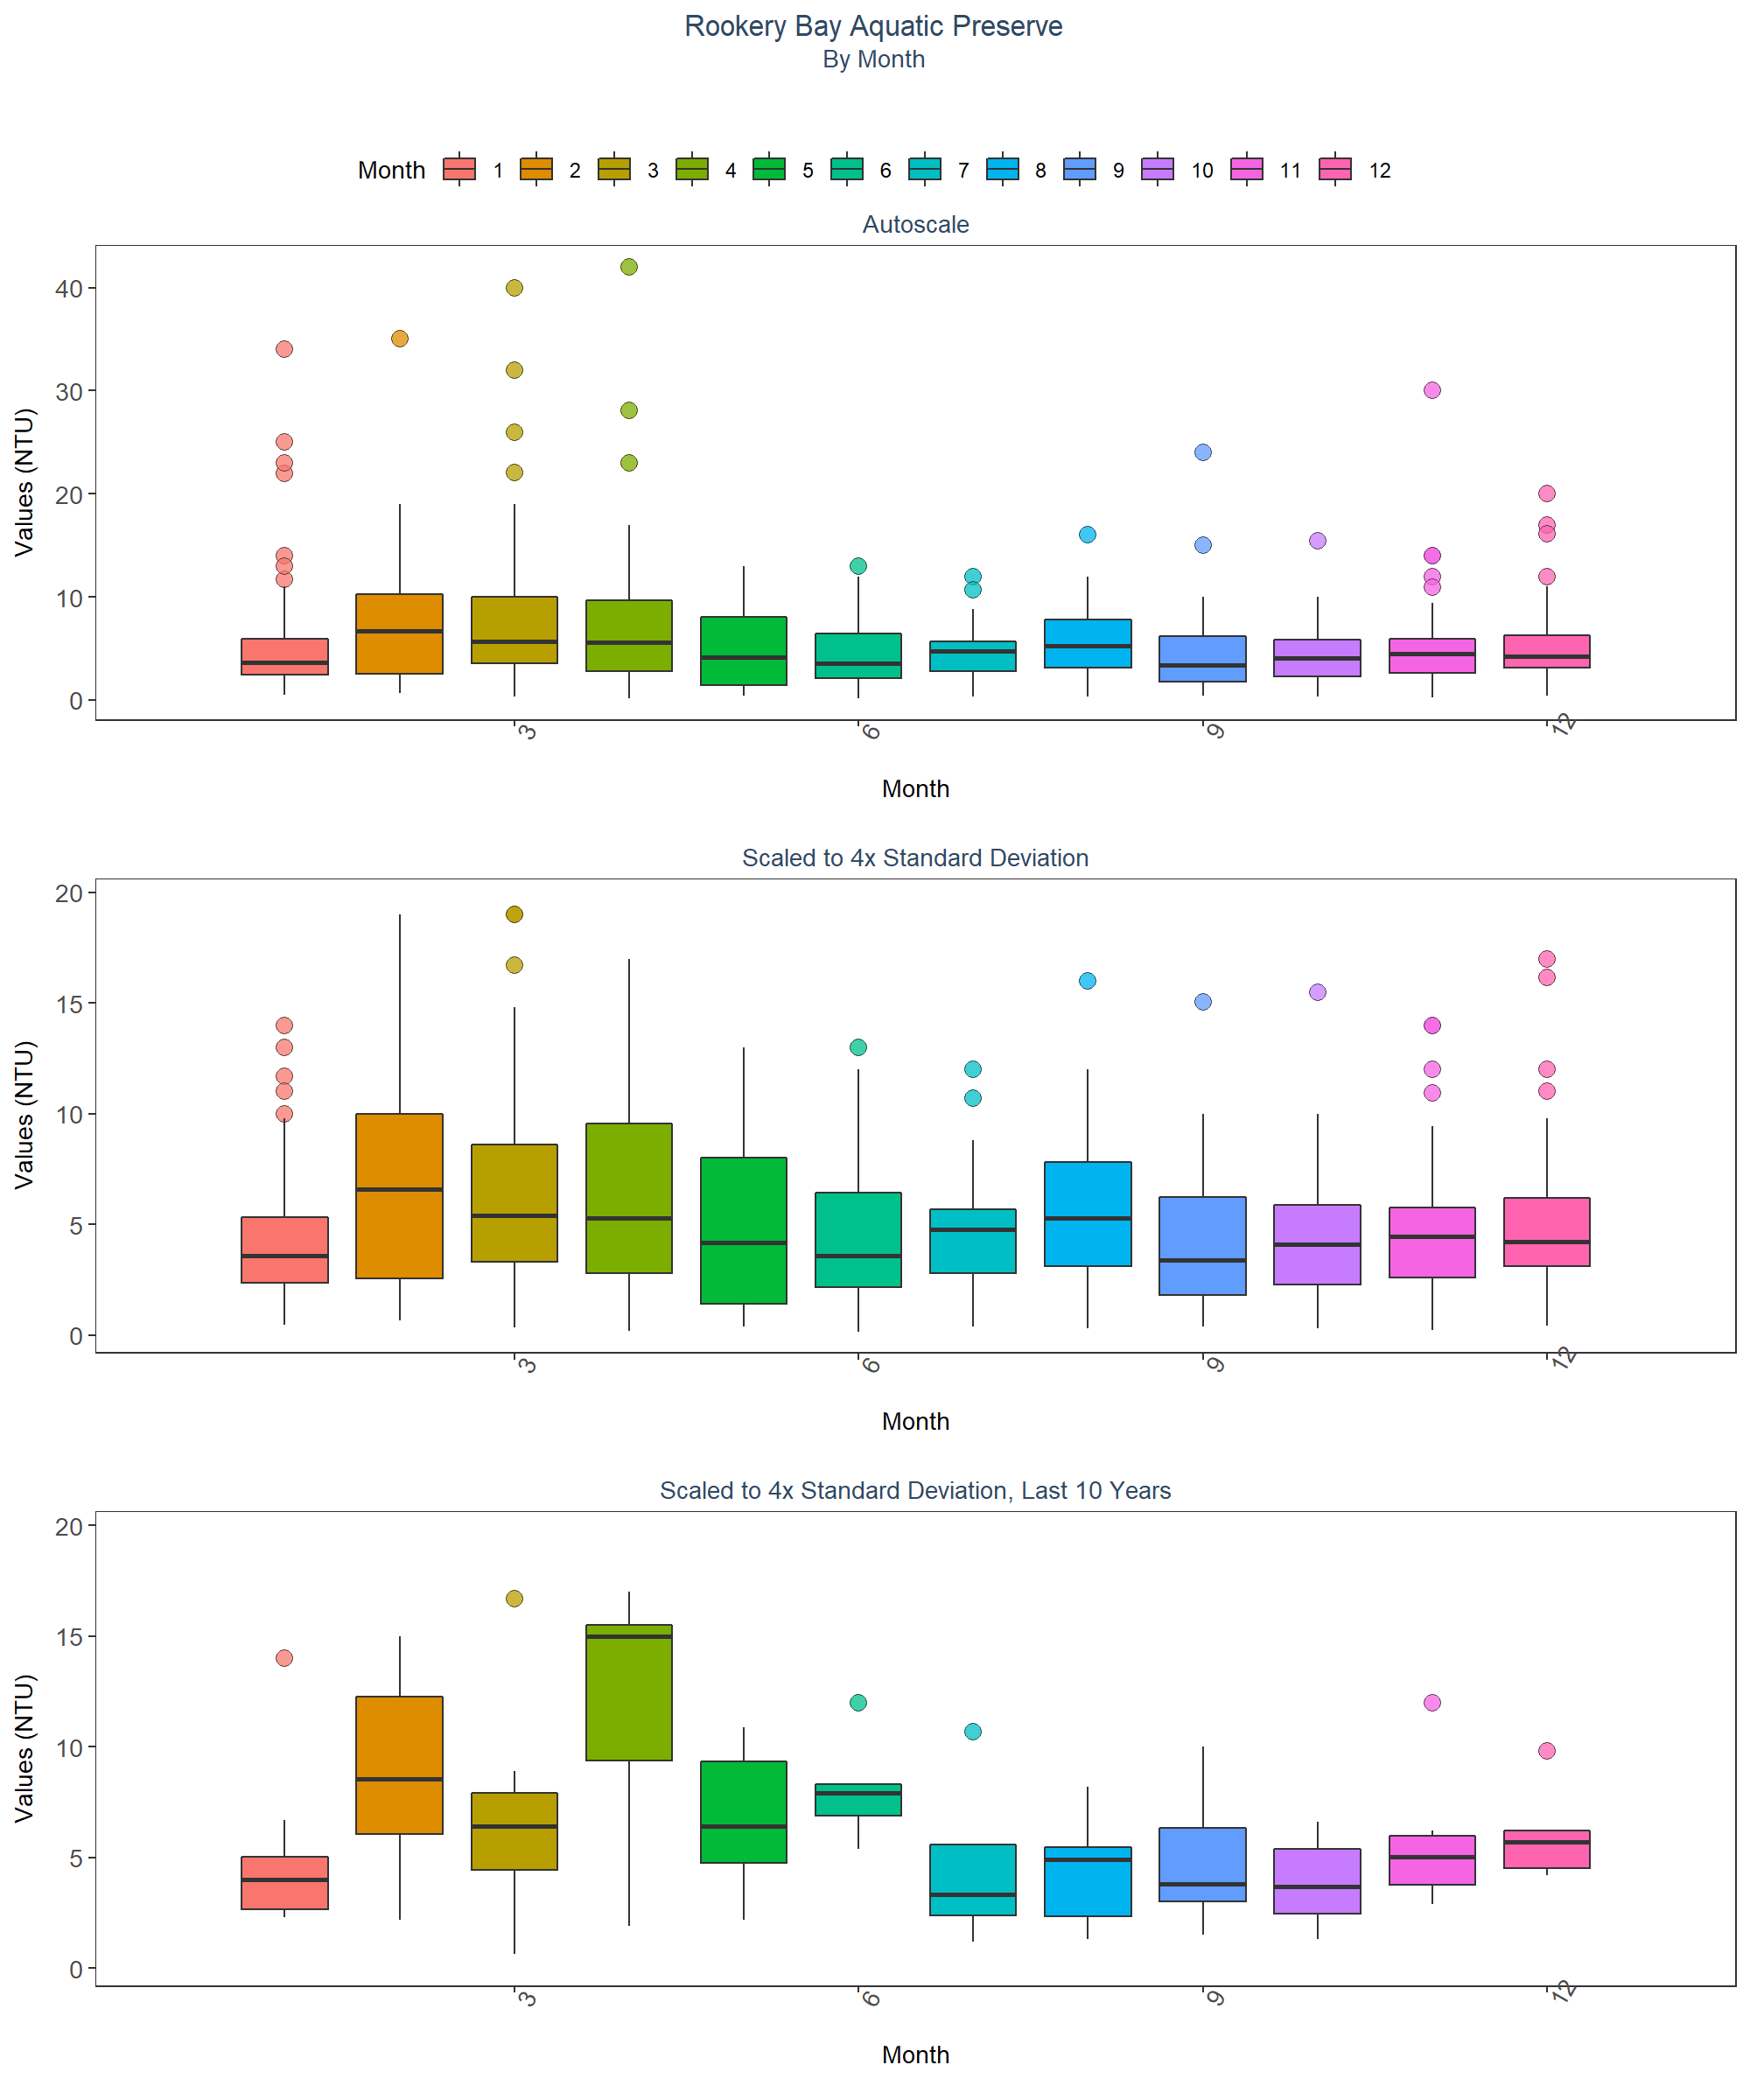 Rookery Bay Aquatic Preserve
By Month
Month 1 2 3 4 5 6 7 8 9 10 11 12
Autoscale
Values (NTU)
40
30
20
10
0
3 6 9 12
Month
Scaled to 4x Standard Deviation
Values (NTU)
20
15
10
5
0
3 6 9 12
Month
Scaled to 4x Standard Deviation, Last 10 Years
Values (NTU)
20
15
10
5
0
3 6 9 12
Month